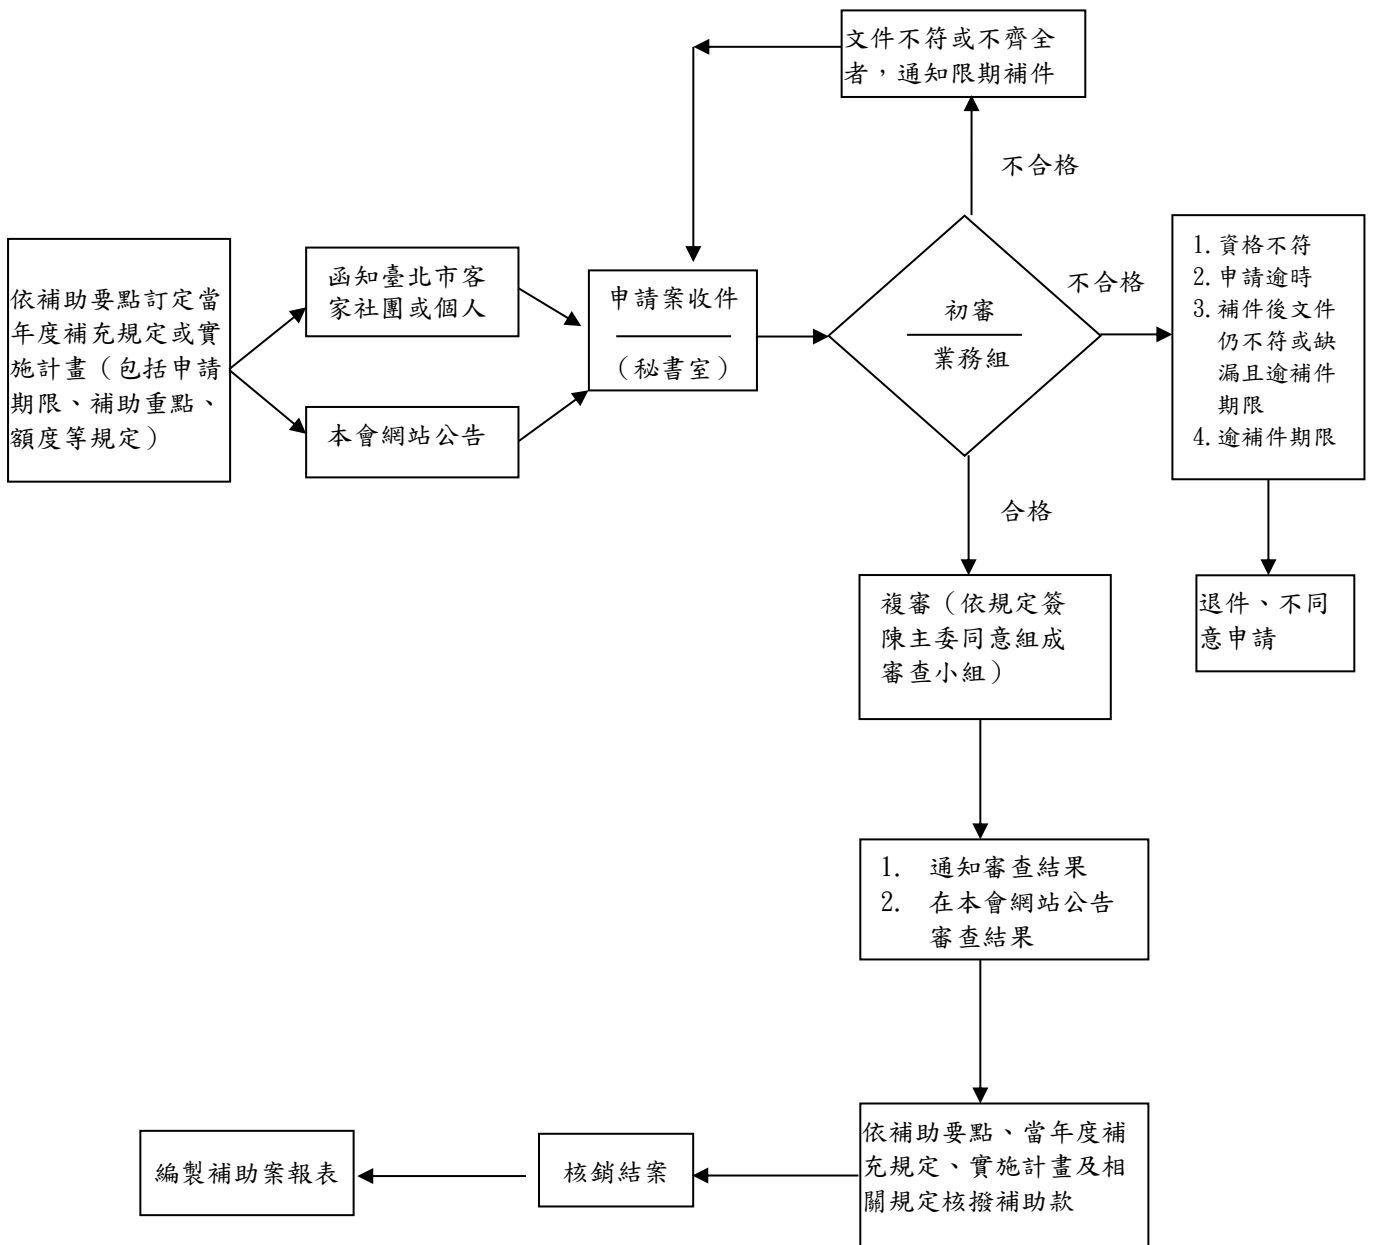 文件不符或不齊全
者，通知限期補件
不合格
依補助要點訂定當
年度補充規定或實
施計畫（包括申請
期限、補助重點、
額度等規定）
函知臺北市客
家社團或個人
本會網站公告
申請案收件
（秘書室）
初審
業務組
不合格
1. 資格不符
2. 申請逾時
3. 補件後文件
仍不符或缺
漏且逾補件
期限
4. 逾補件期限
合格
退件、不同
意申請
複審（依規定簽
陳主委同意組成
審查小組）
1. 通知審查結果
2. 在本會網站公告
審查結果
依補助要點、當年度補
充規定、實施計畫及相
關規定核撥補助款
核銷結案
編製補助案報表